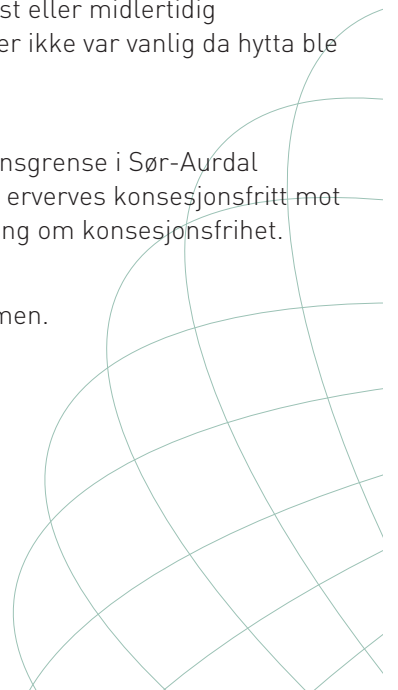 st eller midlertidig
er ikke var vanlig da hytta ble
nsgrense i Sør-Aurdal
erverves konsesjonsfritt mot
ng om konsesjonsfrihet.
men.